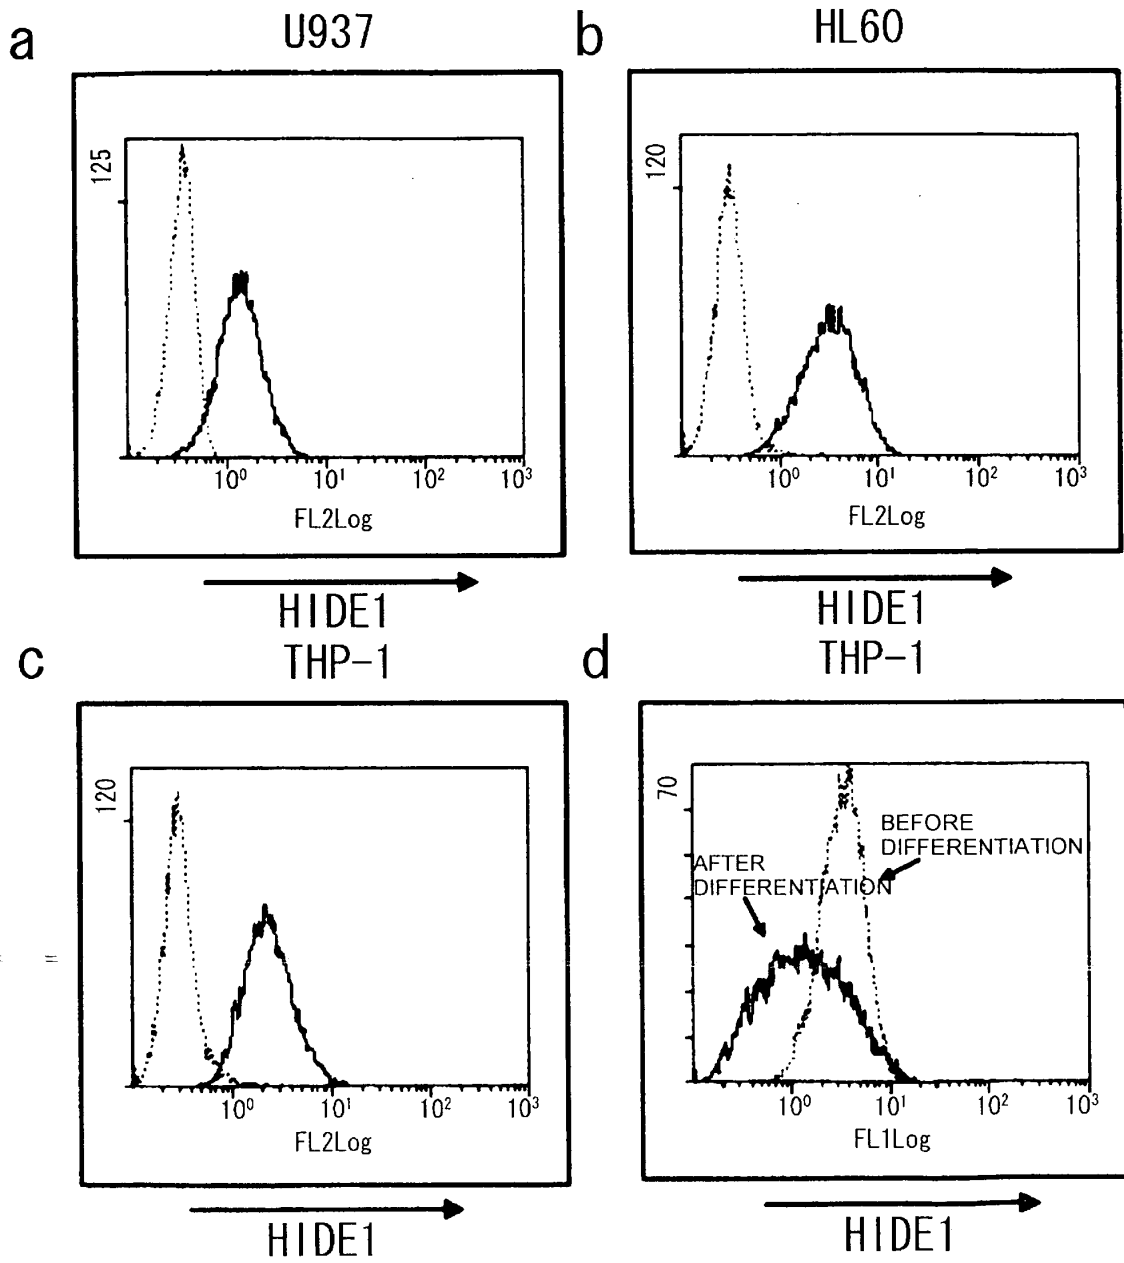 a
U937
125
10⁰ 10¹ 10² 10³
FL2Log
HIDE1
b
HL60
120
10⁰ 10¹ 10² 10³
FL2Log
HIDE1
c
THP-1
120
10⁰ 10¹ 10² 10³
FL2Log
HIDE1
d
THP-1
70
BEFORE
DIFFERENTIATION
AFTER
DIFFERENTIATION
10⁰ 10¹ 10² 10³
FL1Log
HIDE1